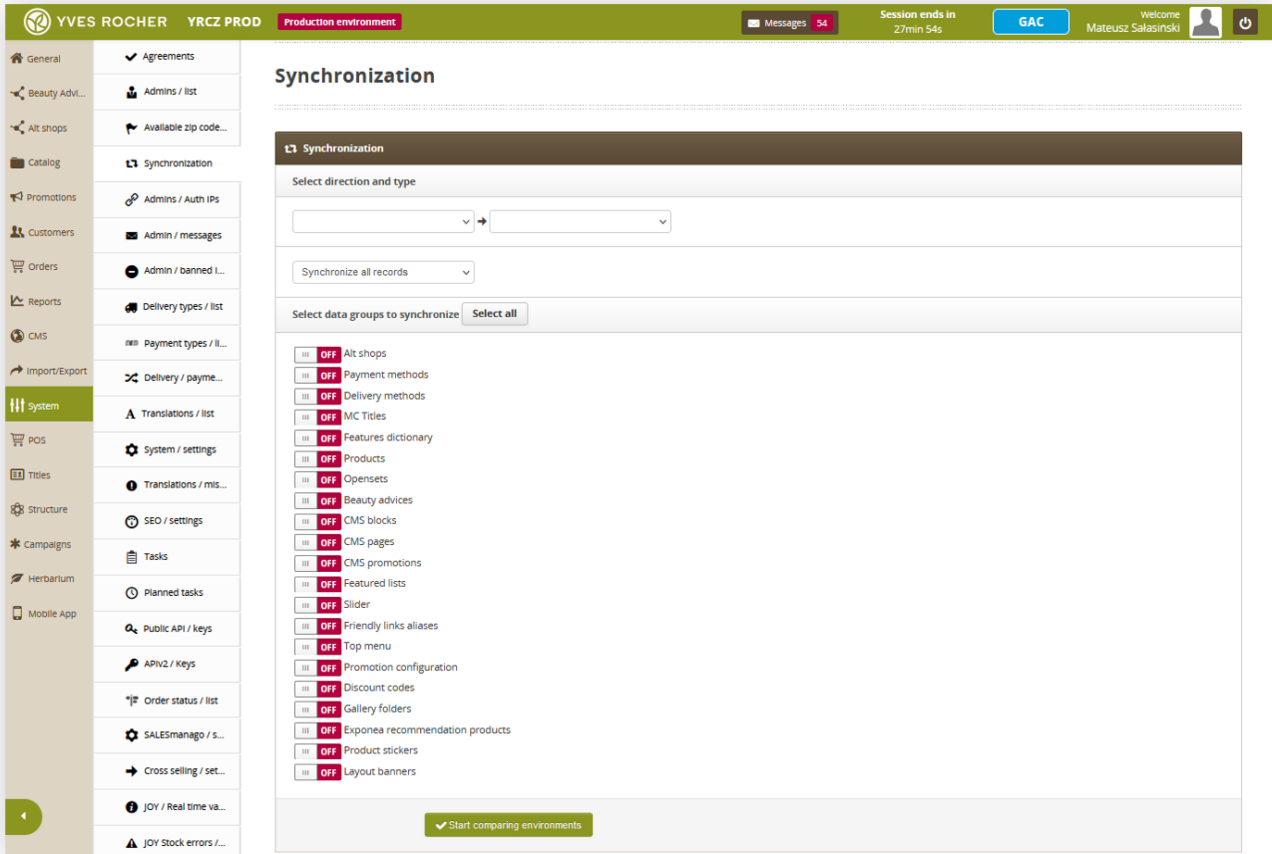 YVES ROCHER YRCZ PROD Production environment Messages 54 Session ends in 27min 54s GAC Welcome Mateusz Sałasiński
General
Beauty Advi...
Alt shops
Catalog
Promotions
Customers
Orders
Reports
CMS
Import/Export
System
POS
Titles
Structure
Campaigns
Herbarium
Mobile App
Agreements
Admins / list
Available zip code...
Synchronization
Admins / Auth IPs
Admin / messages
Admin / banned I...
Delivery types / list
Payment types / li...
Delivery / payme...
Translations / list
System / settings
Translations / mis...
SEO / settings
Tasks
Planned tasks
Public API / keys
APIv2 / Keys
Order status / list
SALESmanago / s...
Cross selling / set...
JOY / Real time va...
JOY Stock errors /...
Synchronization
Synchronization
Select direction and type
Synchronize all records
Select data groups to synchronize Select all
OFF Alt shops
OFF Payment methods
OFF Delivery methods
OFF MC Titles
OFF Features dictionary
OFF Products
OFF Opensets
OFF Beauty advices
OFF CMS blocks
OFF CMS pages
OFF CMS promotions
OFF Featured lists
OFF Slider
OFF Friendly links aliases
OFF Top menu
OFF Promotion configuration
OFF Discount codes
OFF Gallery folders
OFF Exponea recommendation products
OFF Product stickers
OFF Layout banners
Start comparing environments